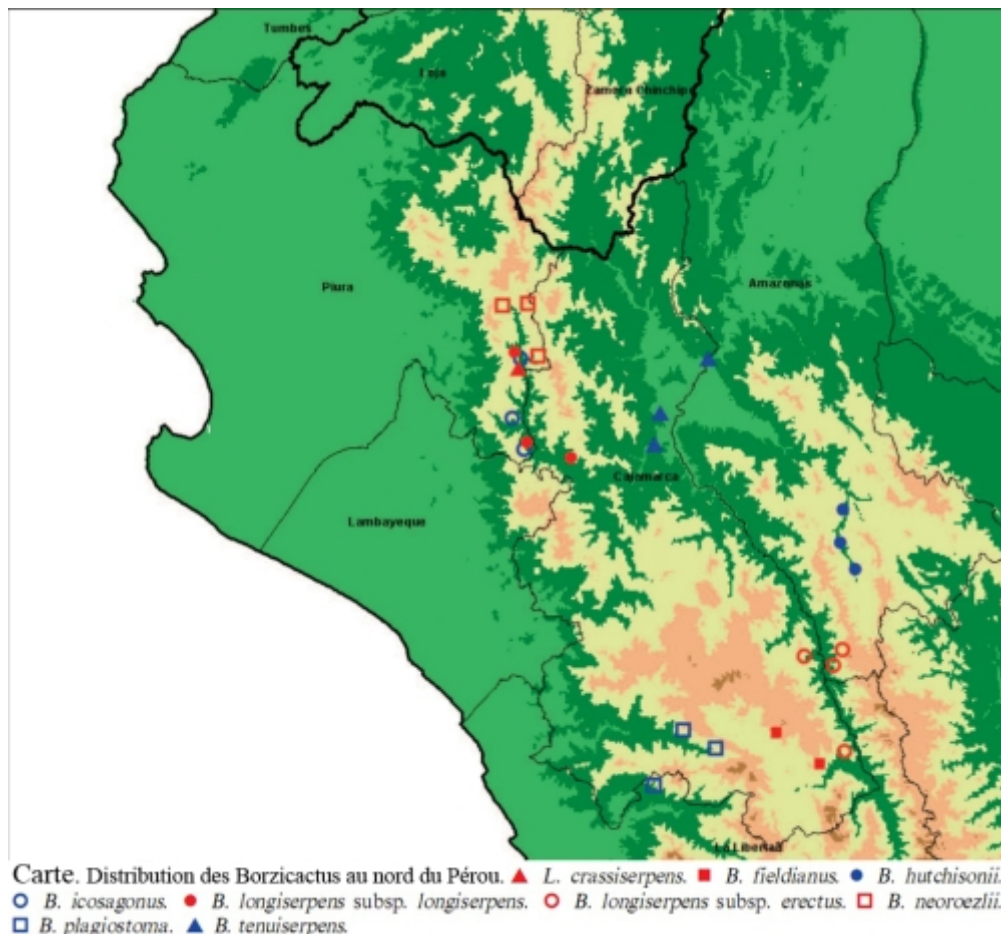 Tumbes
Loja
Zamora Chinchipe
Piura
Amazonas
Cajamarca
Lambayeque
La Libertad
Carte. Distribution des Borzicactus au nord du Pérou. L. crassiserpens. B. fieldianus. B. hutchisonii.
B. icosagonus. B. longiserpens subsp. longiserpens. B. longiserpens subsp. erectus. B. neoroezlii.
B. plagiostoma. B. tenuiserpens.